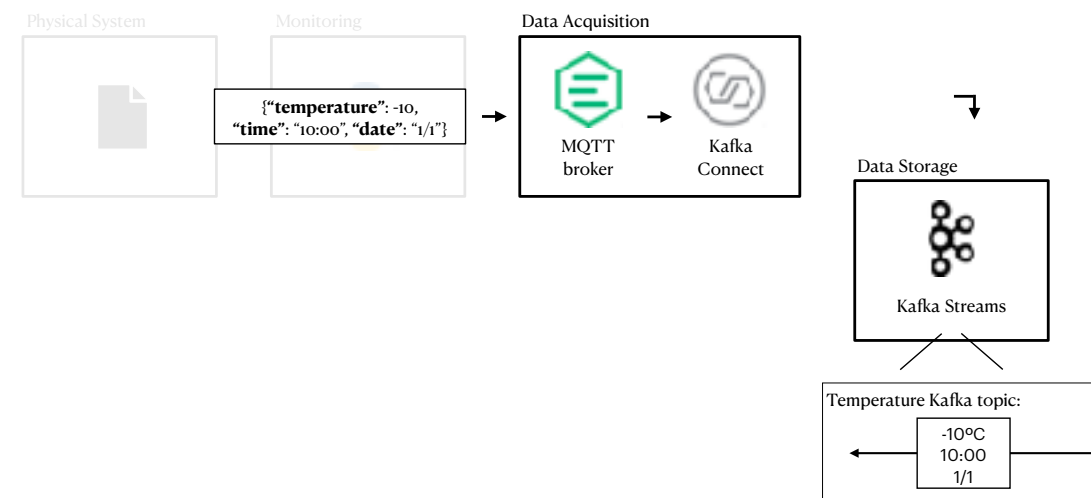 Physical System
Monitoring
Data Acquisition
{“temperature”: -10,
“time”: “10:00”, “date”: “1/1”}
MQTT
broker
Kafka
Connect
Data Storage
Kafka Streams
Temperature Kafka topic:
-10ºC
10:00
1/1